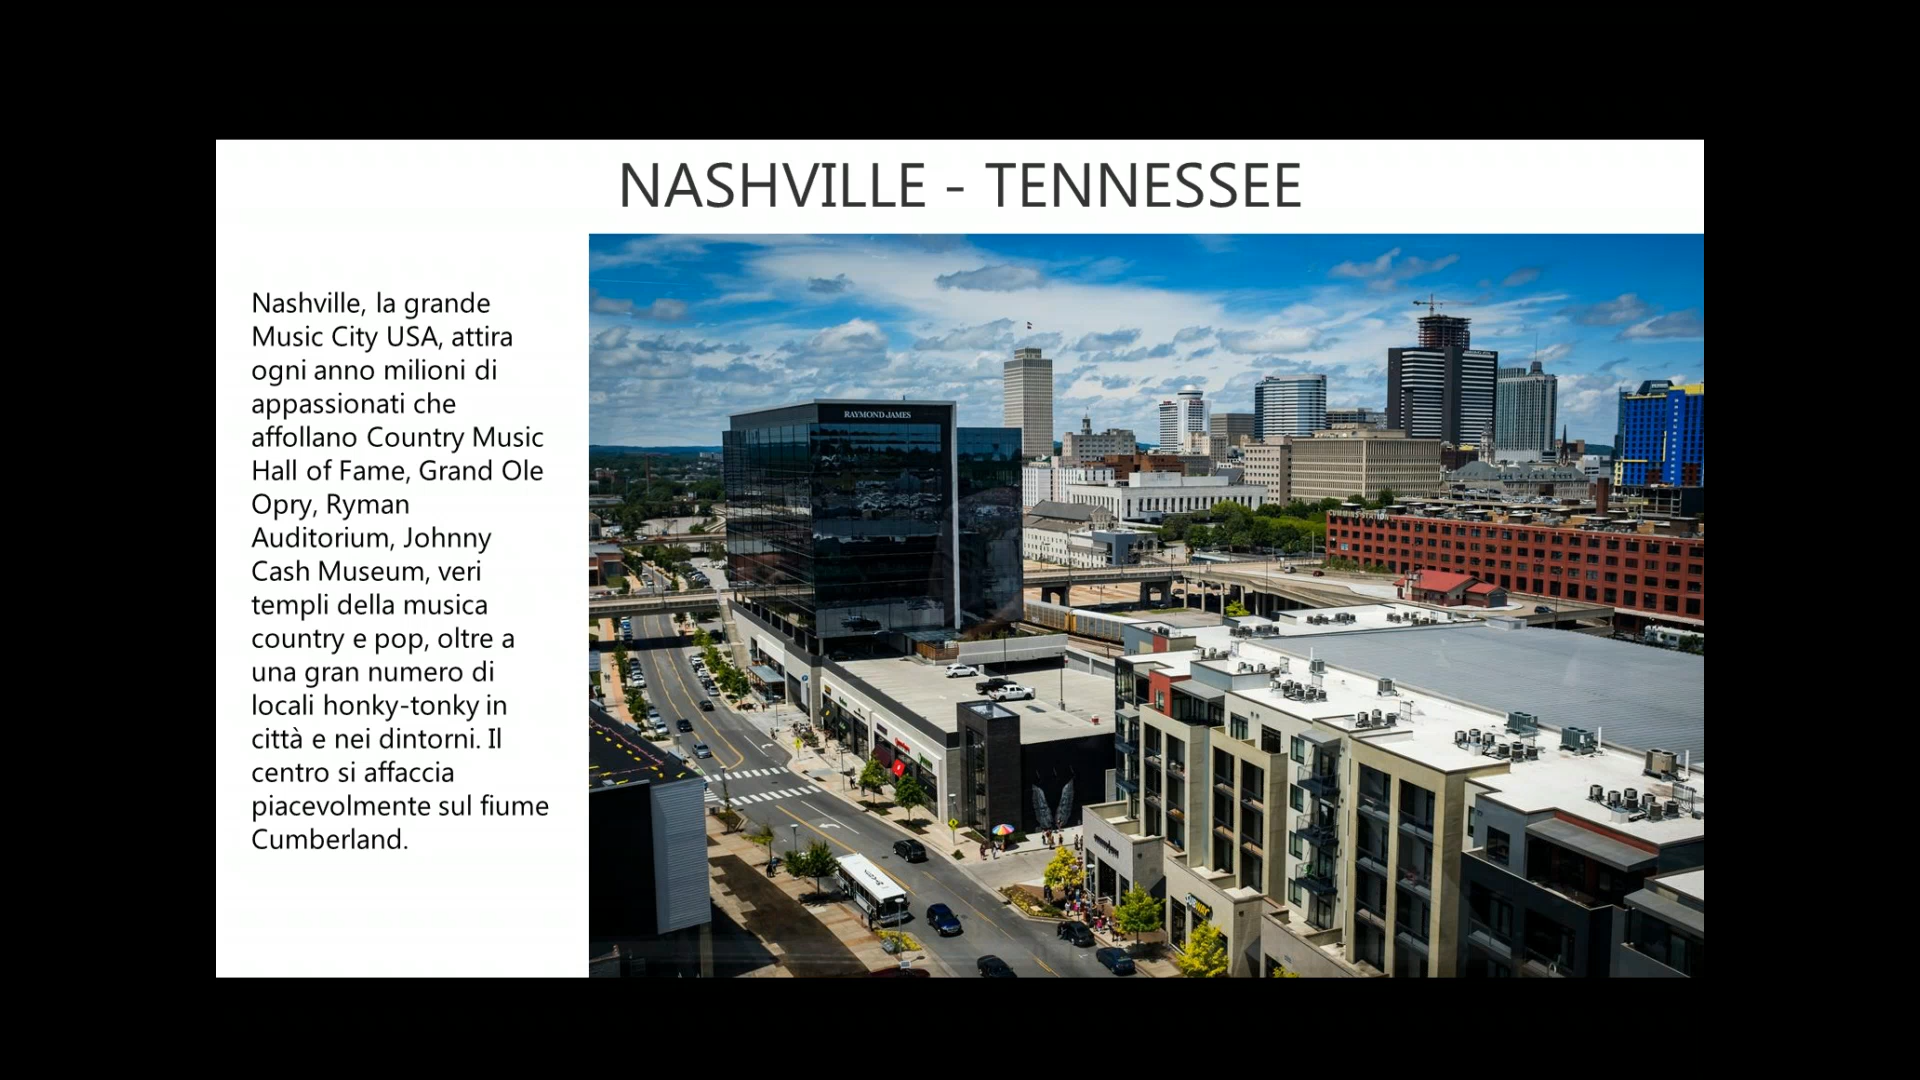 NASHVILLE - TENNESSEE
Nashville, la grande
Music City USA, attira
ogni anno milioni di
appassionati che
affollano Country Music
Hall of Fame, Grand Ole
Opry, Ryman
Auditorium, Johnny
Cash Museum, veri
templi della musica
country e pop, oltre a
una gran numero di
locali honky-tonky in
città e nei dintorni. Il
centro si affaccia
piacevolmente sul fiume
Cumberland.
RAYMOND JAMES
CUMMINS STATION
SUBWAY